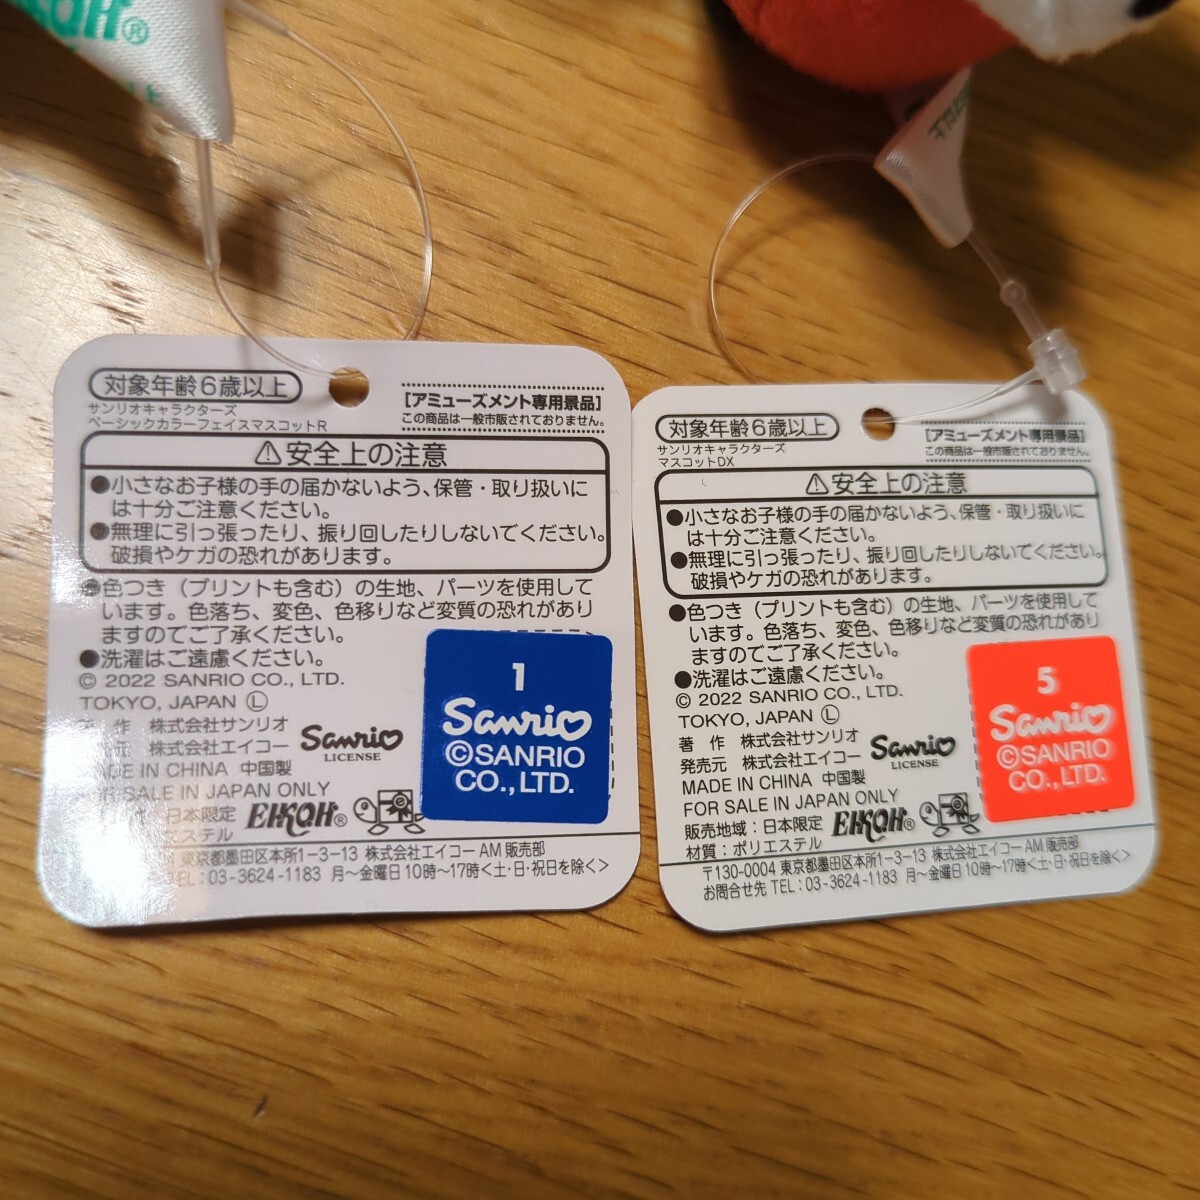 対象年齢6歳以上
サンリオキャラクターズ
ベーシックカラーフェイスマスコットR
[アミューズメント専用景品]
この商品は一般市販されておりません。
⚠安全上の注意
●小さなお子様の手の届かないよう、保管・取り扱いに
は十分ご注意ください。
●無理に引っ張ったり、振り回したりしないでください。
破損やケガの恐れがあります。
●色つき（プリントも含む）の生地、パーツを使用して
います。色落ち、変色、色移りなど変質の恐れがあり
ますのでご了承ください。
●洗濯はご遠慮ください。
© 2022 SANRIO CO., LTD.
TOKYO, JAPAN Ⓛ
作 株式会社サンリオ
元 株式会社エイコー
MADE IN CHINA 中国製
SALE IN JAPAN ONLY
日本限定
エステル
Sanrio
LICENSE
EIKOH®
1
Sanrio
©SANRIO
CO.,LTD.
東京都墨田区本所1-3-13 株式会社エイコー AM販売部
TEL:03-3624-1183 月～金曜日10時～17時<土・日・祝日を除く>
対象年齢6歳以上
サンリオキャラクターズ
マスコットDX
[アミューズメント専用景品]
この商品は一般市販されておりません。
⚠安全上の注意
●小さなお子様の手の届かないよう、保管・取り扱いに
は十分ご注意ください。
●無理に引っ張ったり、振り回したりしないでください。
破損やケガの恐れがあります。
●色つき（プリントも含む）の生地、パーツを使用して
います。色落ち、変色、色移りなど変質の恐れがあり
ますのでご了承ください。
●洗濯はご遠慮ください。
© 2022 SANRIO CO., LTD.
TOKYO, JAPAN Ⓛ
著 作 株式会社サンリオ
発売元 株式会社エイコー
MADE IN CHINA 中国製
FOR SALE IN JAPAN ONLY
販売地域：日本限定
材質：ポリエステル
Sanrio
LICENSE
EIKOH®
5
Sanrio
©SANRIO
CO.,LTD.
〒130-0004 東京都墨田区本所1-3-13 株式会社エイコー AM販売部
お問合せ先 TEL:03-3624-1183 月～金曜日10時～17時<土・日・祝日を除く>